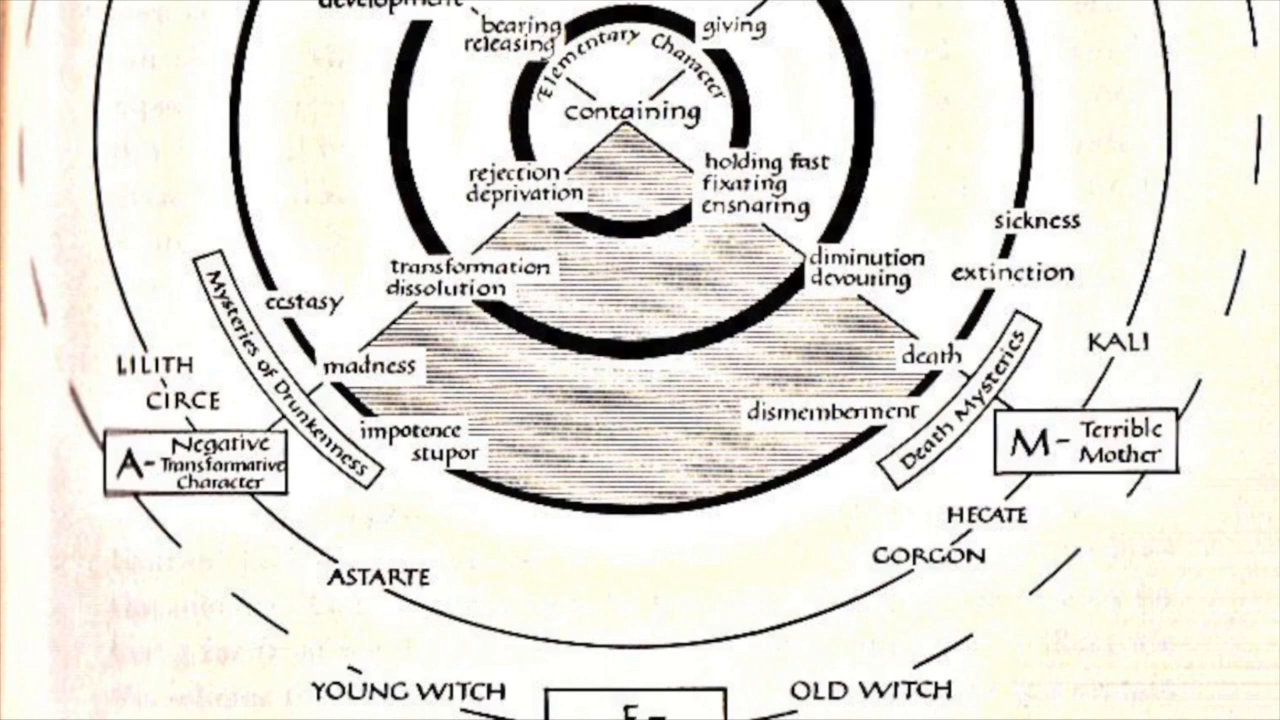 development
bearing
releasing
giving
Elementary Character
containing
rejection
deprivation
holding fast
fixating
ensnaring
sickness
transformation
dissolution
diminution
devouring
extinction
ecstasy
Mysteries of Drunkenness
madness
death
Death Mysteries
KALI
LILITH
CIRCE
impotence
stupor
dismemberment
A- Negative
Transformative
Character
M- Terrible
Mother
HECATE
GORGON
ASTARTE
YOUNG WITCH
OLD WITCH
F-